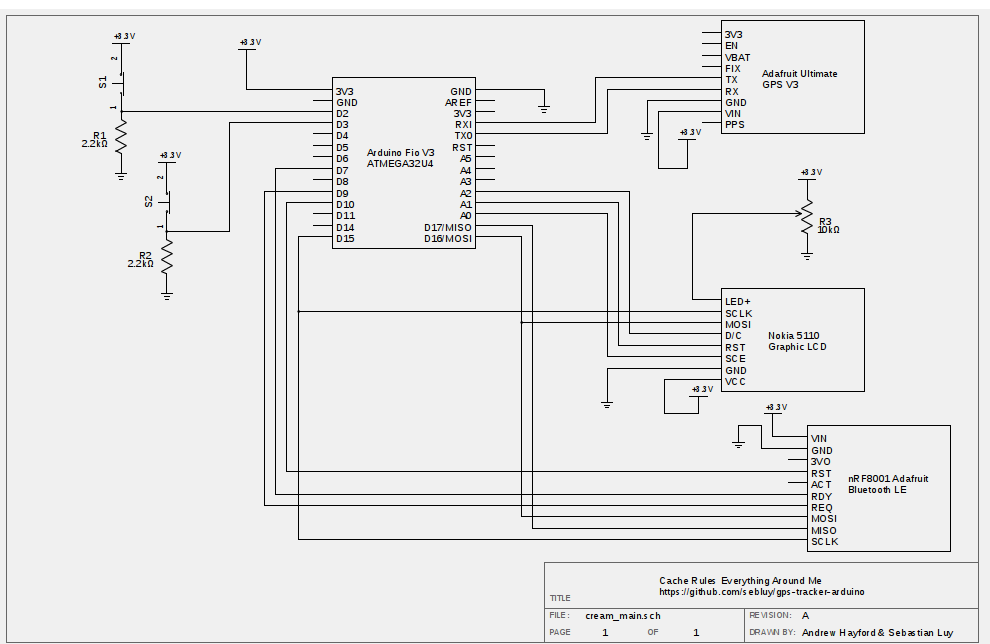 +3.3V
2
S1
1
R1
2.2kΩ
+3.3V
2
S2
1
R2
2.2kΩ
+3.3V
3V3
GND
D2
D3
D4
D5
D6
D7
D8
D9
D10
D11
D14
D15
Arduino Fio V3
ATMEGA32U4
GND
AREF
3V3
RXI
TXO
RST
A5
A4
A3
A2
A1
A0
D17/MISO
D16/MOSI
3V3
EN
VBAT
FIX
TX
RX
GND
VIN
PPS
Adafruit Ultimate
GPS V3
+3.3V
+3.3V
R3
10kΩ
LED+
SCLK
MOSI
D/C
RST
SCE
GND
VCC
Nokia 5110
Graphic LCD
+3.3V
+3.3V
VIN
GND
3VO
RST
ACT
RDY
REQ
MOSI
MISO
SCLK
nRF8001 Adafruit
Bluetooth LE
Cache Rules Everything Around Me
https://github.com/sebluy/gps-tracker-arduino
TITLE
FILE: cream_main.sch
REVISION: A
PAGE 1 OF 1
DRAWN BY: Andrew Hayford & Sebastian Luy